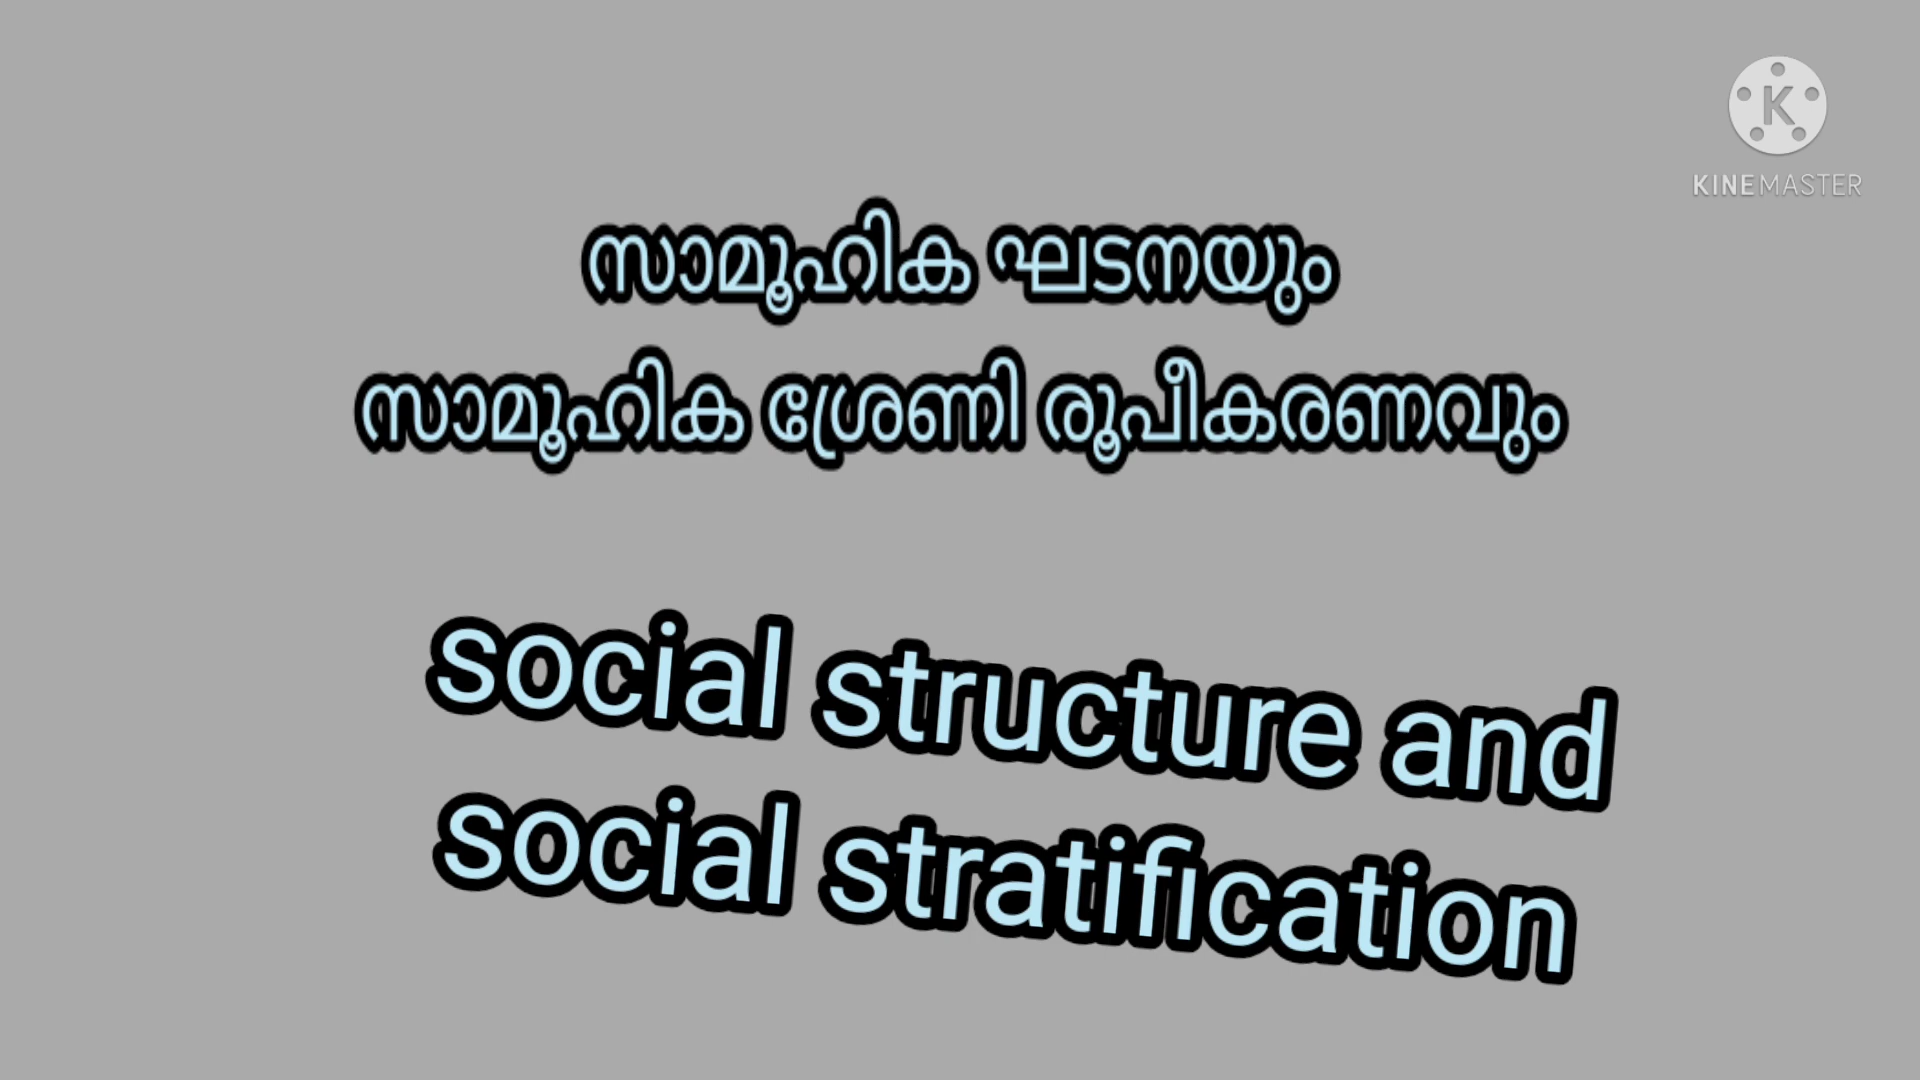 K
KINEMASTER
സാമൂഹിക ഘടനയും
സാമൂഹിക ശ്രേണി രൂപീകരണവും
social structure and
social stratification